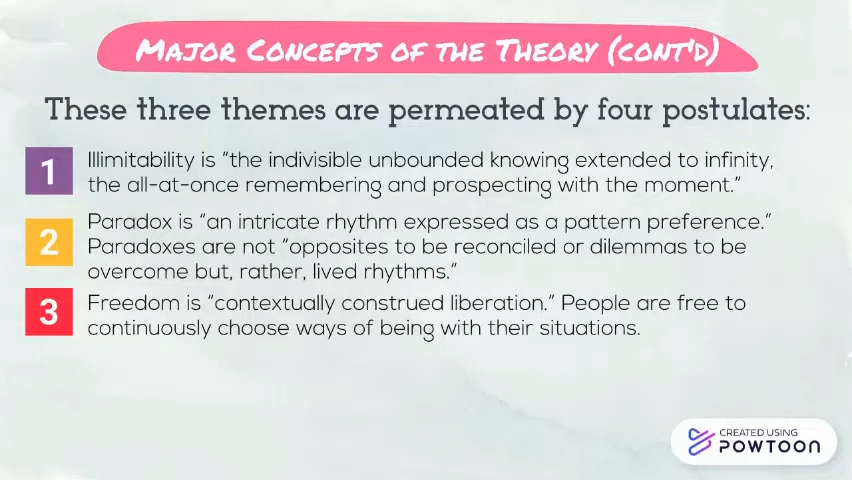 Major Concepts of the Theory (cont'd)
These three themes are permeated by four postulates:
1
Illimitability is "the indivisible unbounded knowing extended to infinity,
the all-at-once remembering and prospecting with the moment."
2
Paradox is "an intricate rhythm expressed as a pattern preference."
Paradoxes are not "opposites to be reconciled or dilemmas to be
overcome but, rather, lived rhythms."
3
Freedom is "contextually construed liberation." People are free to
continuously choose ways of being with their situations.
CREATED USING
POWTOON